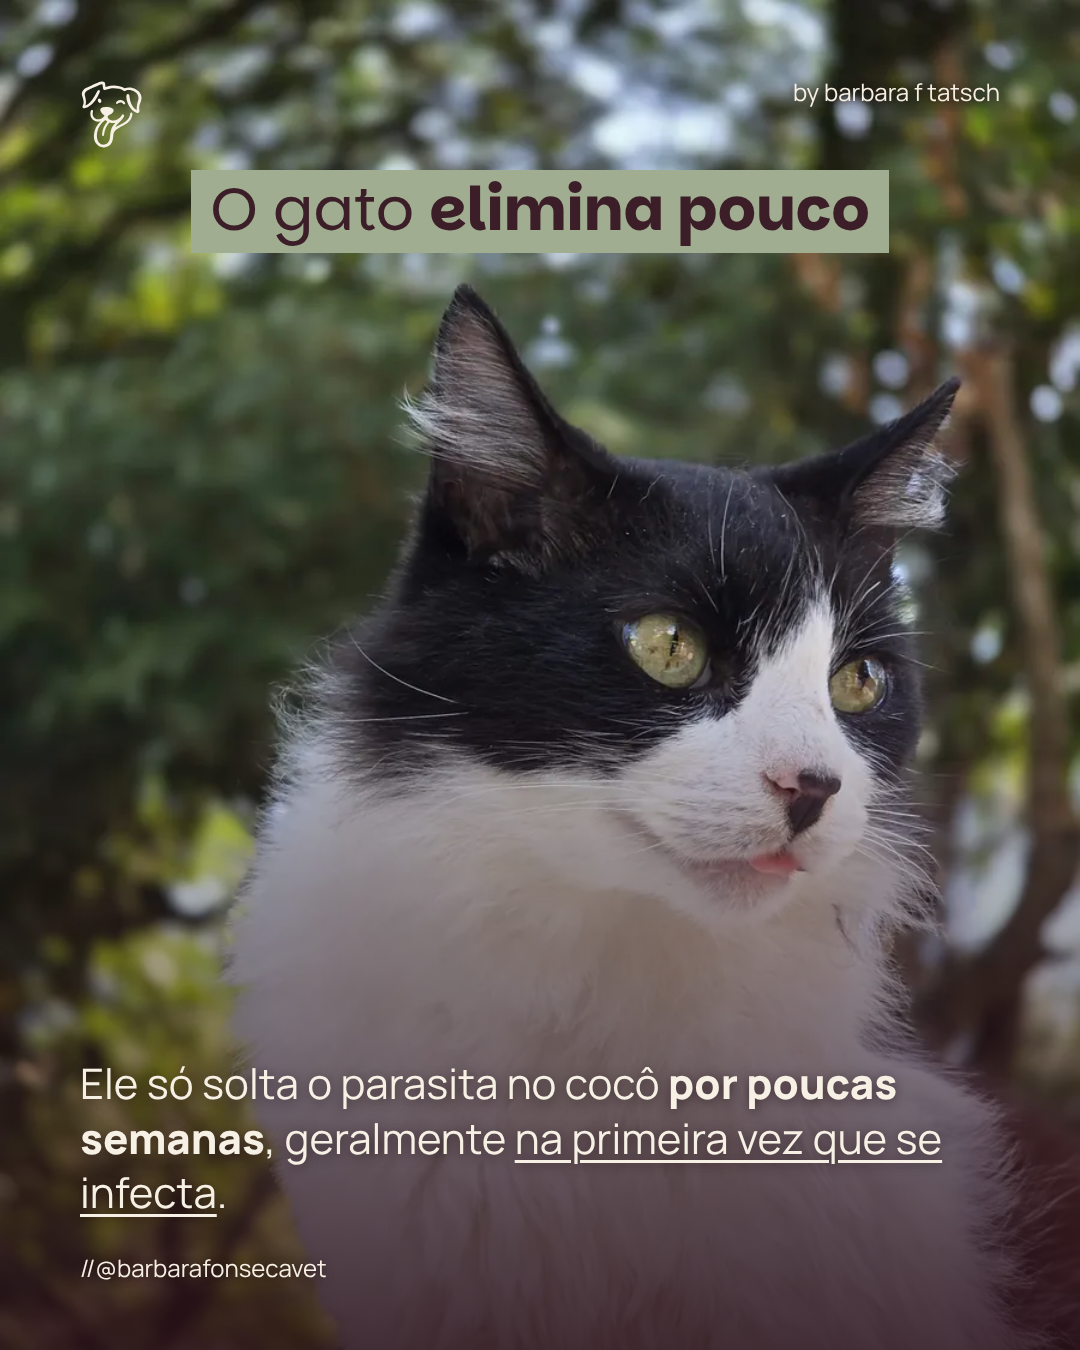 by barbara f tatsch
O gato elimina pouco
Ele só solta o parasita no cocô por poucas
semanas, geralmente na primeira vez que se
infecta.
//@barbarafonsecavet